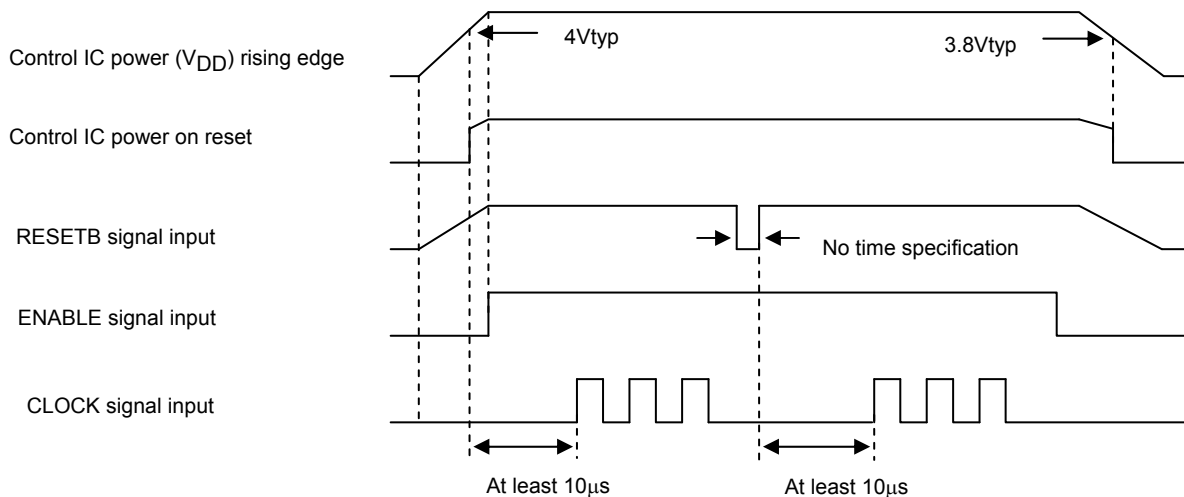 4Vtyp
3.8Vtyp
Control IC power (VDD) rising edge
Control IC power on reset
RESETB signal input
No time specification
ENABLE signal input
CLOCK signal input
At least 10μs
At least 10μs